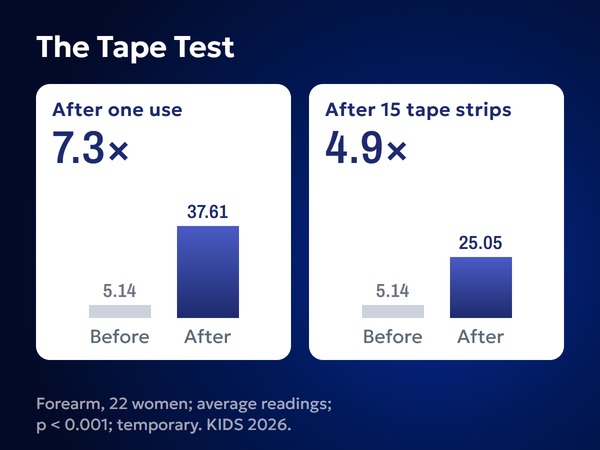 The Tape Test
After one use
7.3×
37.61
5.14
Before After
After 15 tape strips
4.9×
25.05
5.14
Before After
Forearm, 22 women; average readings;
p < 0.001; temporary. KIDS 2026.